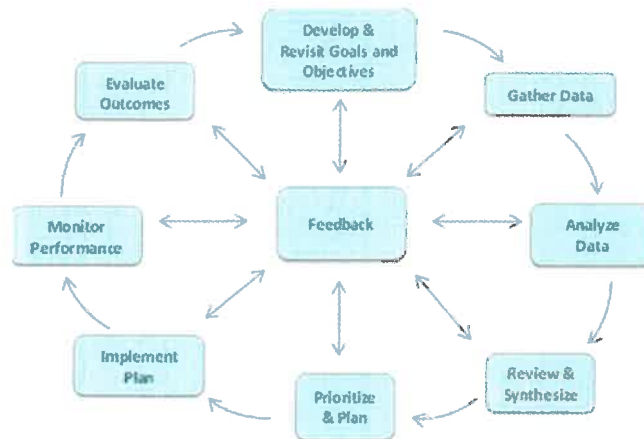 Develop &
Revisit Goals and
Objectives
Evaluate
Outcomes
Gather Data
Monitor
Performance
Feedback
Analyze
Data
Implement
Plan
Prioritize
& Plan
Review &
Synthesize